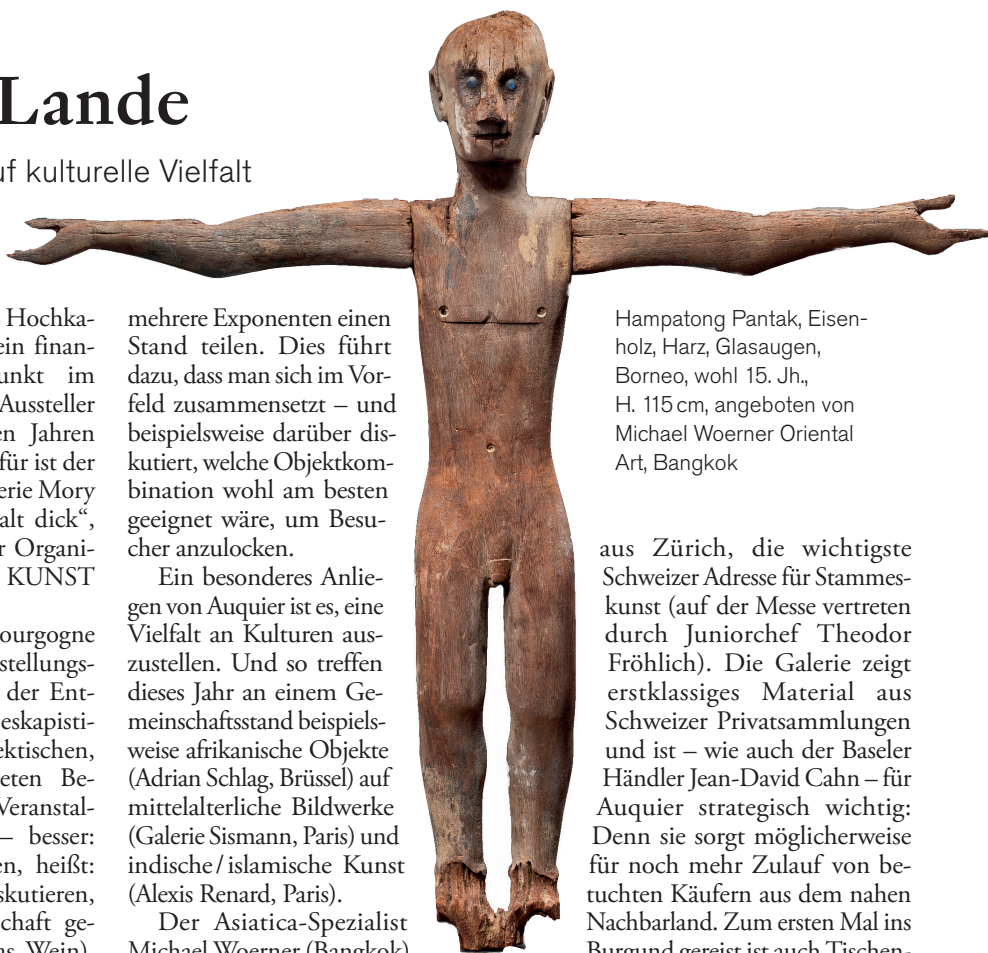 Lande
uf kulturelle Vielfalt
Hochka-
ein finan-
unkt im
Aussteller
en Jahren
für ist der
erie Mory
alt dick“,
r Organi-
KUNST
ourgogne
stellungs-
der Ent-
eskapisti-
ektischen,
eten Be-
Veranstal-
– besser:
en, heißt:
skutieren,
chaft ge-
Wein)
mehrere Exponenten einen
Stand teilen. Dies führt
dazu, dass man sich im Vor-
feld zusammensetzt – und
beispielsweise darüber dis-
kutiert, welche Objektkom-
bination wohl am besten
geeignet wäre, um Besu-
cher anzulocken.
Ein besonderes Anlie-
gen von Auquier ist es, eine
Vielfalt an Kulturen aus-
zustellen. Und so treffen
dieses Jahr an einem Ge-
meinschaftsstand beispiels-
weise afrikanische Objekte
(Adrian Schlag, Brüssel) auf
mittelalterliche Bildwerke
(Galerie Sismann, Paris) und
indische / islamische Kunst
(Alexis Renard, Paris).
Der Asiatica-Spezialist
Michael Woerner (Bangkok)
Hampatong Pantak, Eisen-
holz, Harz, Glasaugen,
Borneo, wohl 15. Jh.,
H. 115 cm, angeboten von
Michael Woerner Oriental
Art, Bangkok
aus Zürich, die wichtigste
Schweizer Adresse für Stammes-
kunst (auf der Messe vertreten
durch Juniorchef Theodor
Fröhlich). Die Galerie zeigt
erstklassiges Material aus
Schweizer Privatsammlungen
und ist – wie auch der Baseler
Händler Jean-David Cahn – für
Auquier strategisch wichtig:
Denn sie sorgt möglicherweise
für noch mehr Zulauf von be-
tuchten Käufern aus dem nahen
Nachbarland. Zum ersten Mal ins
Burgund gereist ist auch Tischen-